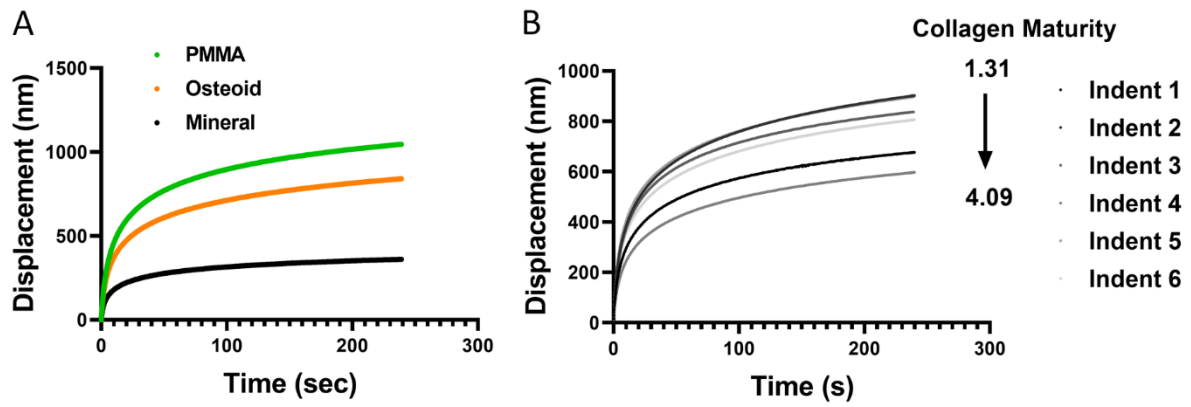 A
PMMA
Osteoid
Mineral
1500
1000
500
0
0 100 200 300
Displacement (nm)
Time (sec)
B
Collagen Maturity
1.31
4.09
Indent 1
Indent 2
Indent 3
Indent 4
Indent 5
Indent 6
1000
800
600
400
200
0
0 100 200 300
Displacement (nm)
Time (s)